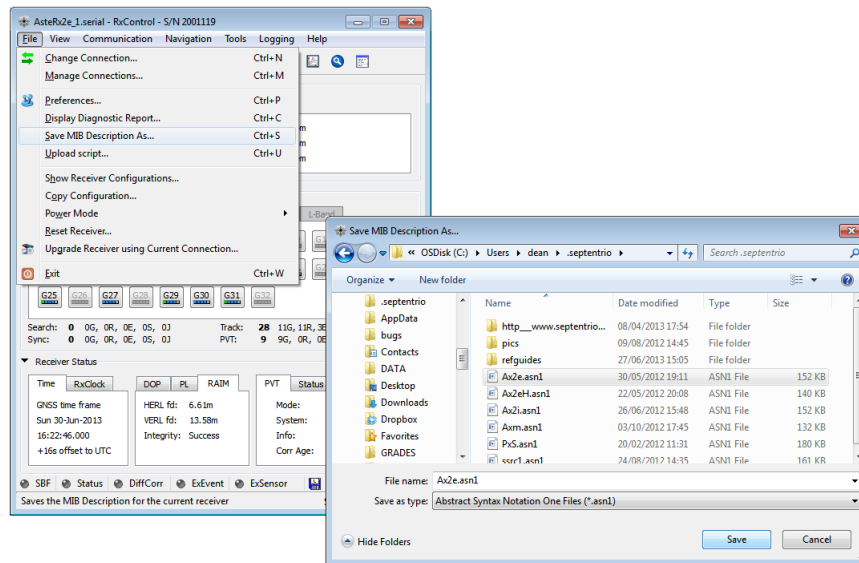 AsteRx2e_1.serial - RxControl - S/N 2001119
File View Communication Navigation Tools Logging Help
Change Connection... Ctrl+N
Manage Connections... Ctrl+M
Preferences... Ctrl+P
Display Diagnostic Report... Ctrl+C
Save MIB Description As... Ctrl+S
Upload script... Ctrl+U
Show Receiver Configurations...
Copy Configuration...
Power Mode
Reset Receiver...
Upgrade Receiver using Current Connection...
Exit Ctrl+W
L-Band
G25 G26 G27 G28 G29 G30 G31 G32
Search: 0 0G, 0R, 0E, 0S, 0J Track: 28 11G, 11R, 3E
Sync: 0 0G, 0R, 0E, 0S, 0J PVT: 9 9G, 0R, 0E
Receiver Status
Time RxClock DOP PL RAIM PVT Status
GNSS time frame HERL fd: 6.61m Mode:
Sun 30-Jun-2013 VERL fd: 13.58m System:
16:22:46.000 Integrity: Success Info:
+16s offset to UTC Corr Age:
SBF Status DiffCorr ExEvent ExSensor
Saves the MIB Description for the current receiver
Save MIB Description As...
« OSDisk (C:) Users dean .septentrio Search .septentrio
Organize New folder
.septentrio
AppData
bugs
Contacts
DATA
Desktop
Downloads
Dropbox
Favorites
GRADES
Name Date modified Type Size
http__www.septentrio... 08/04/2013 17:54 File folder
pics 09/08/2012 14:45 File folder
refguides 27/06/2013 15:05 File folder
Ax2e.asn1 30/05/2012 19:11 ASN1 File 152 KB
Ax2eH.asn1 22/05/2012 20:08 ASN1 File 140 KB
Ax2i.asn1 26/06/2012 15:48 ASN1 File 152 KB
Axm.asn1 03/10/2012 17:45 ASN1 File 132 KB
PxS.asn1 20/02/2012 11:31 ASN1 File 180 KB
ssrc1.asn1 24/08/2012 14:35 ASN1 File 161 KB
File name: Ax2e.asn1
Save as type: Abstract Syntax Notation One Files (*.asn1)
Hide Folders Save Cancel